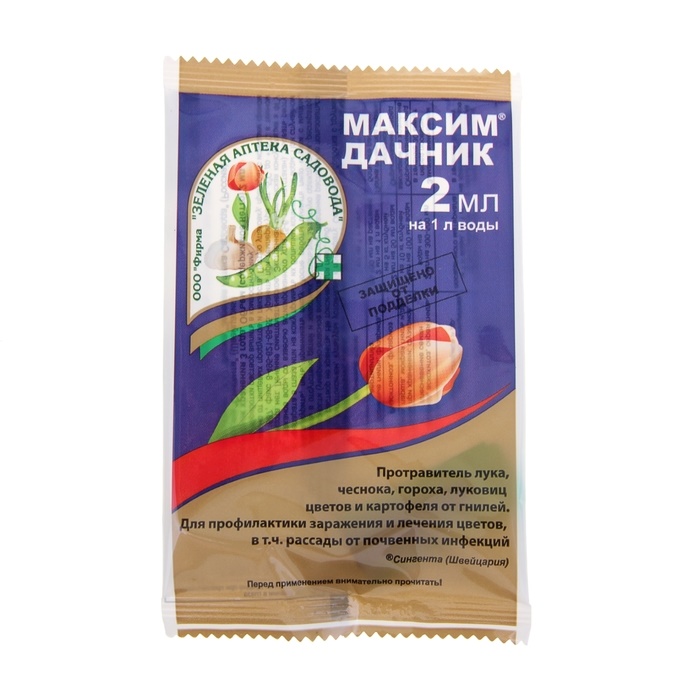 МАКСИМ®
ДАЧНИК
2 мл
на 1 л воды
ООО "Фирма "ЗЕЛЕНАЯ АПТЕКА САДОВОДА"
ЗАЩИЩЕНО
ОТ
ПОДДЕЛКИ
Протравитель лука,
чеснока, гороха, луковиц
цветов и картофеля от гнилей.
Для профилактики заражения и лечения цветов,
в т.ч. рассады от почвенных инфекций
®Сингента (Швейцария)
Перед применением внимательно прочитать!